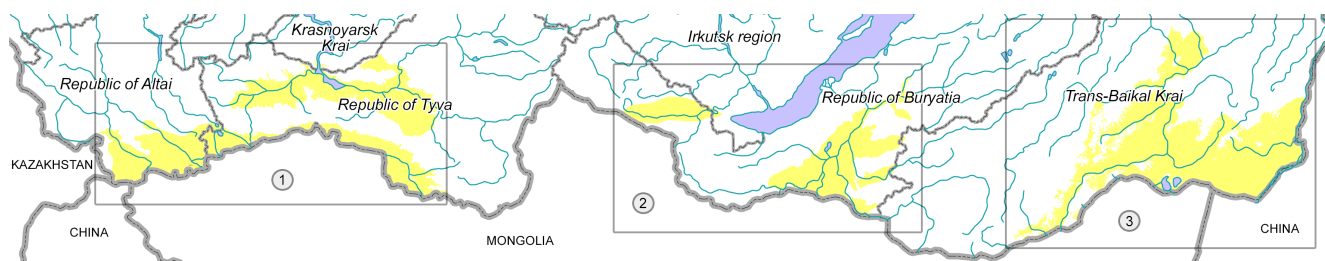 Krasnoyarsk
Krai
Irkutsk region
Republic of Altai
Republic of Tyva
Republic of Buryatia
Trans-Baikal Krai
KAZAKHSTAN
1
2
3
CHINA
MONGOLIA
CHINA